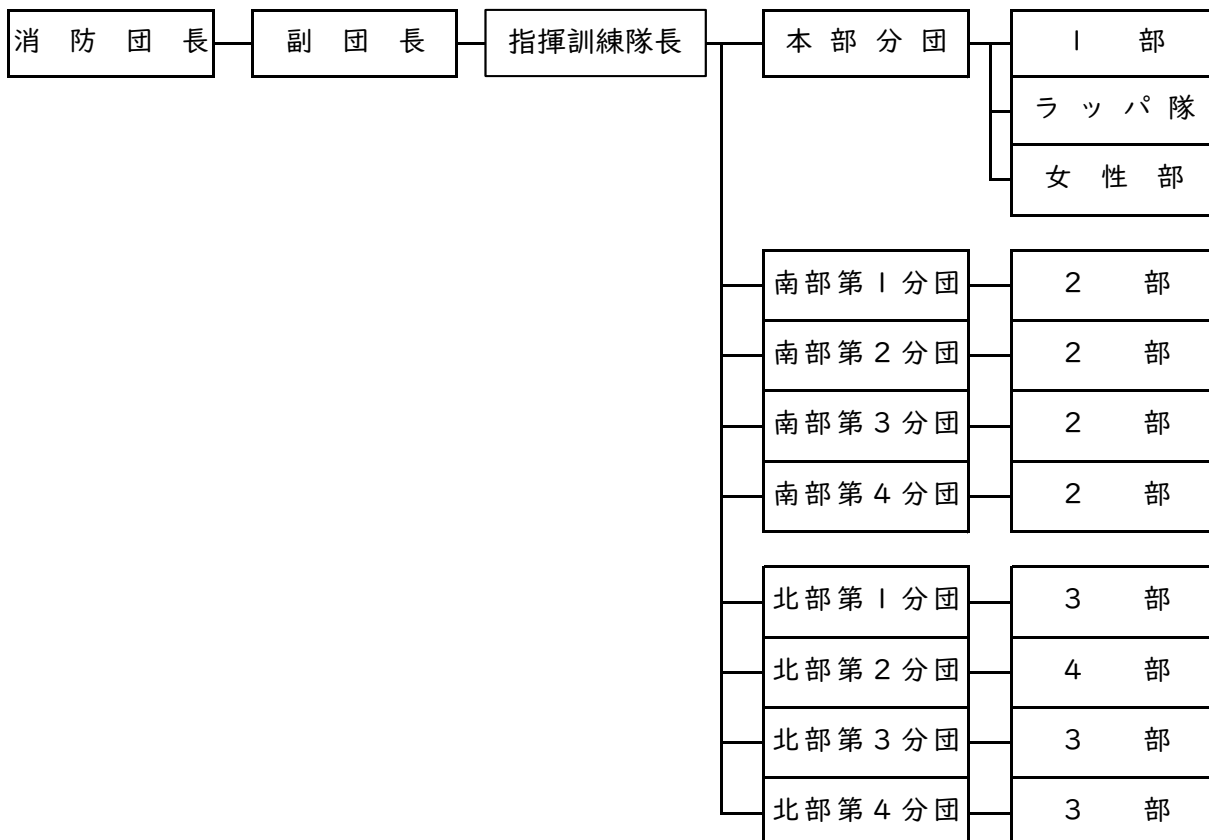 消防団長 副団長 指揮訓練隊長 本部分団 1部
ラッパ隊
女性部
南部第1分団 2部
南部第2分団 2部
南部第3分団 2部
南部第4分団 2部
北部第1分団 3部
北部第2分団 4部
北部第3分団 3部
北部第4分団 3部